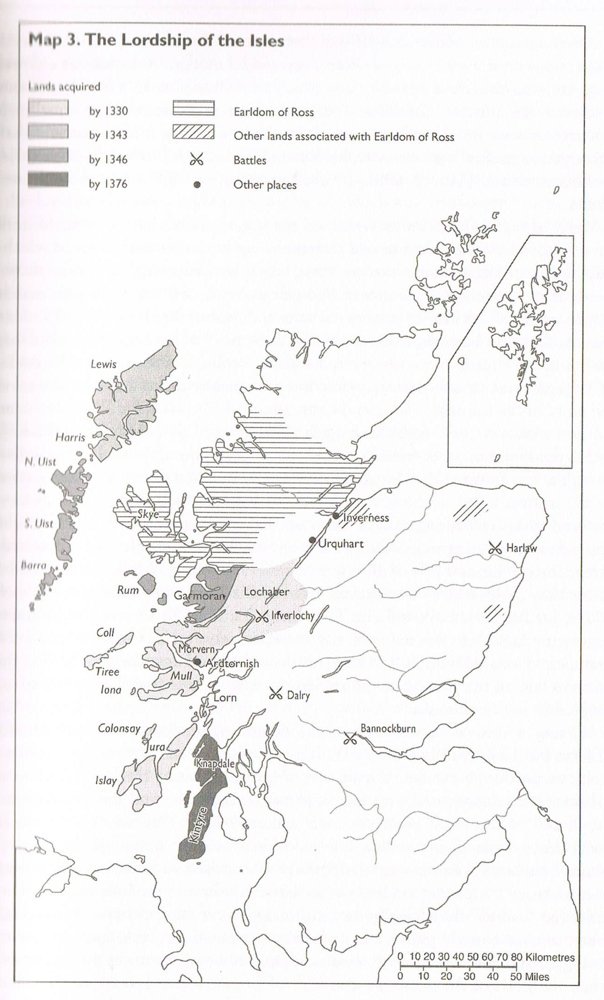 Map 3. The Lordship of the Isles
Lands acquired
by 1330
by 1343
by 1346
by 1376
Earldom of Ross
Other lands associated with Earldom of Ross
Battles
Other places
Lewis
Harris
N. Uist
S. Uist
Barra
Skye
Inverness
Urquhart
Harlaw
Rum
Garmoran
Lochaber
Inverlochy
Coll
Morvern
Ardtornish
Tiree
Mull
Iona
Lorn
Dalry
Colonsay
Jura
Bannockburn
Knapdale
Islay
Kintyre
0 10 20 30 40 50 60 70 80 Kilometres
0 10 20 30 40 50 Miles